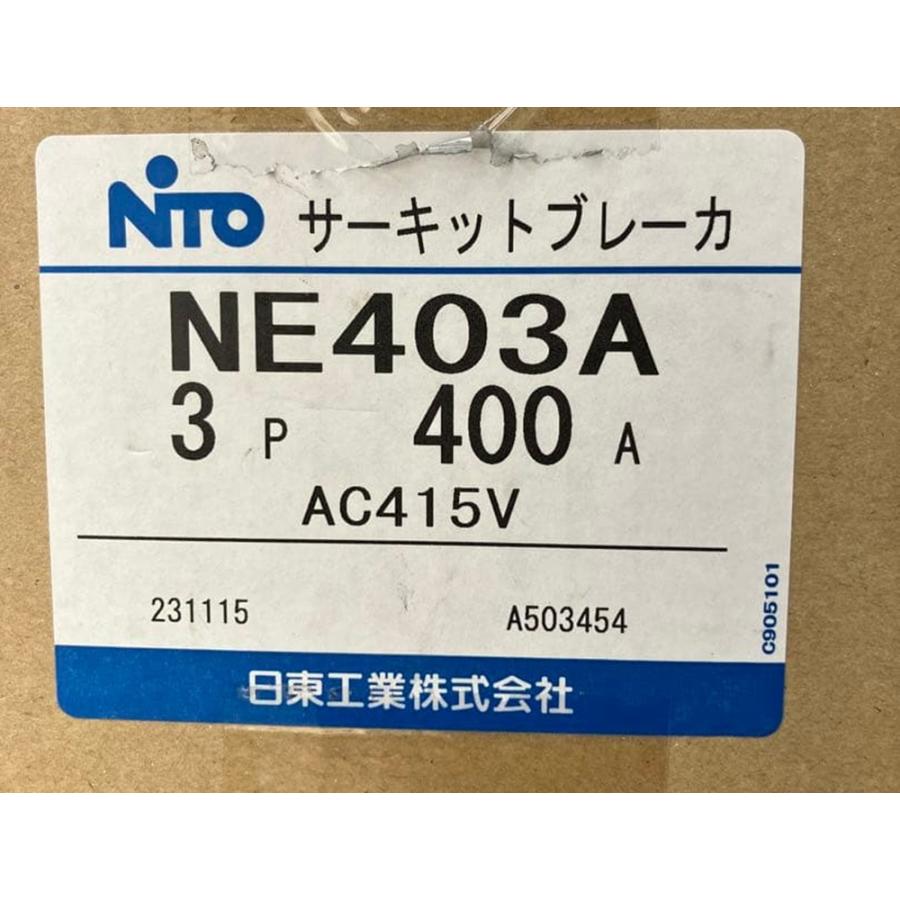 NiTO サーキットブレーカ
NE403A
3 P 400 A
AC415V
231115 A503454
C905101
日東工業株式会社